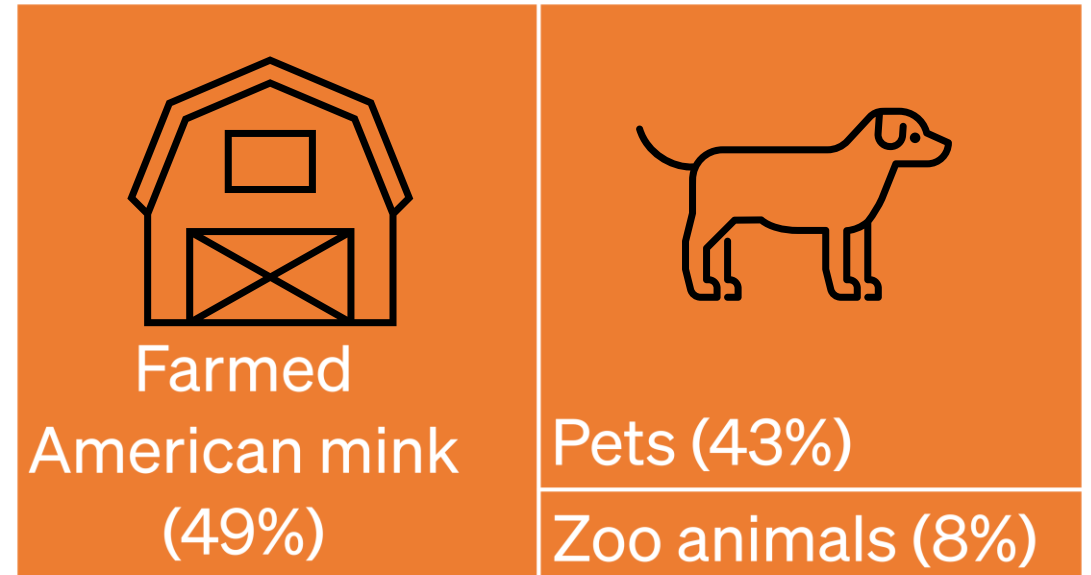 Farmed
American mink
(49%)
Pets (43%)
Zoo animals (8%)